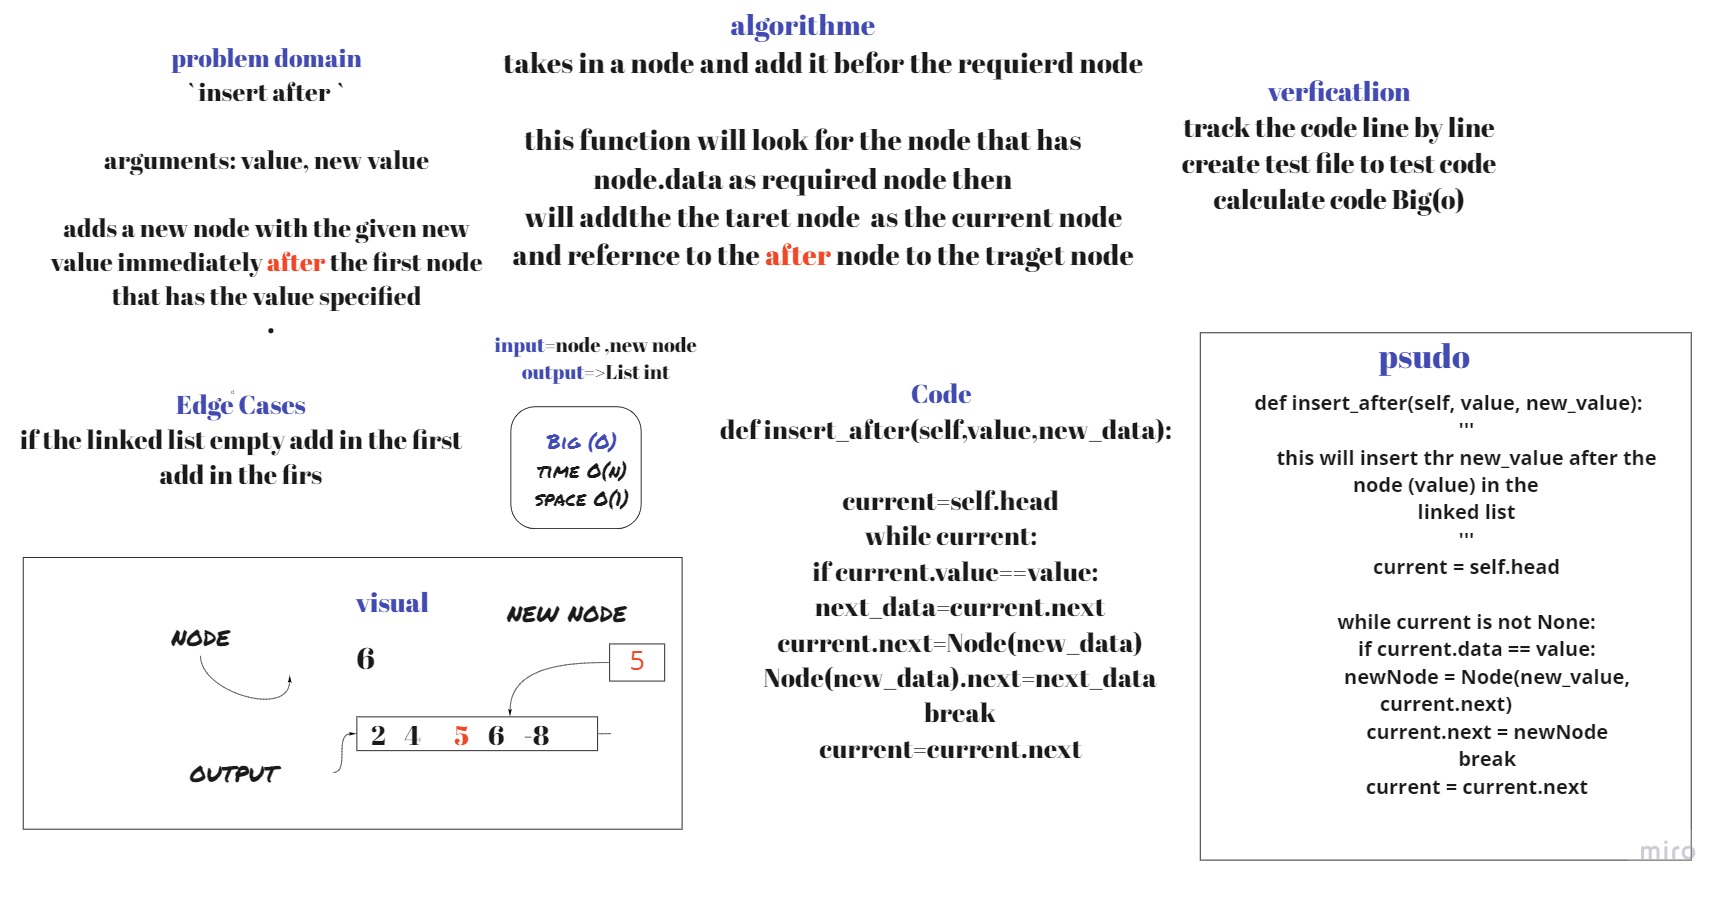 problem domain
`insert after `
arguments: value, new value
adds a new node with the given new
value immediately after the first node
that has the value specified
.
algorithme
takes in a node and add it befor the requierd node
this function will look for the node that has
node.data as required node then
will addthe the taret node as the current node
and refernce to the after node to the traget node
verficatlion
track the code line by line
create test file to test code
calculate code Big(o)
input=node ,new node
output=>List int
Edge Cases
if the linked list empty add in the first
add in the firs
Big (O)
time O(n)
space O(1)
visual
Node
6
New node
5
2 4 5 6 -8
output
Code
def insert_after(self,value,new_data):
current=self.head
while current:
if current.value==value:
next_data=current.next
current.next=Node(new_data)
Node(new_data).next=next_data
break
current=current.next
psudo
def insert_after(self, value, new_value):
'''
this will insert thr new_value after the
node (value) in the
linked list
'''
current = self.head
while current is not None:
if current.data == value:
newNode = Node(new_value,
current.next)
current.next = newNode
break
current = current.next
miro